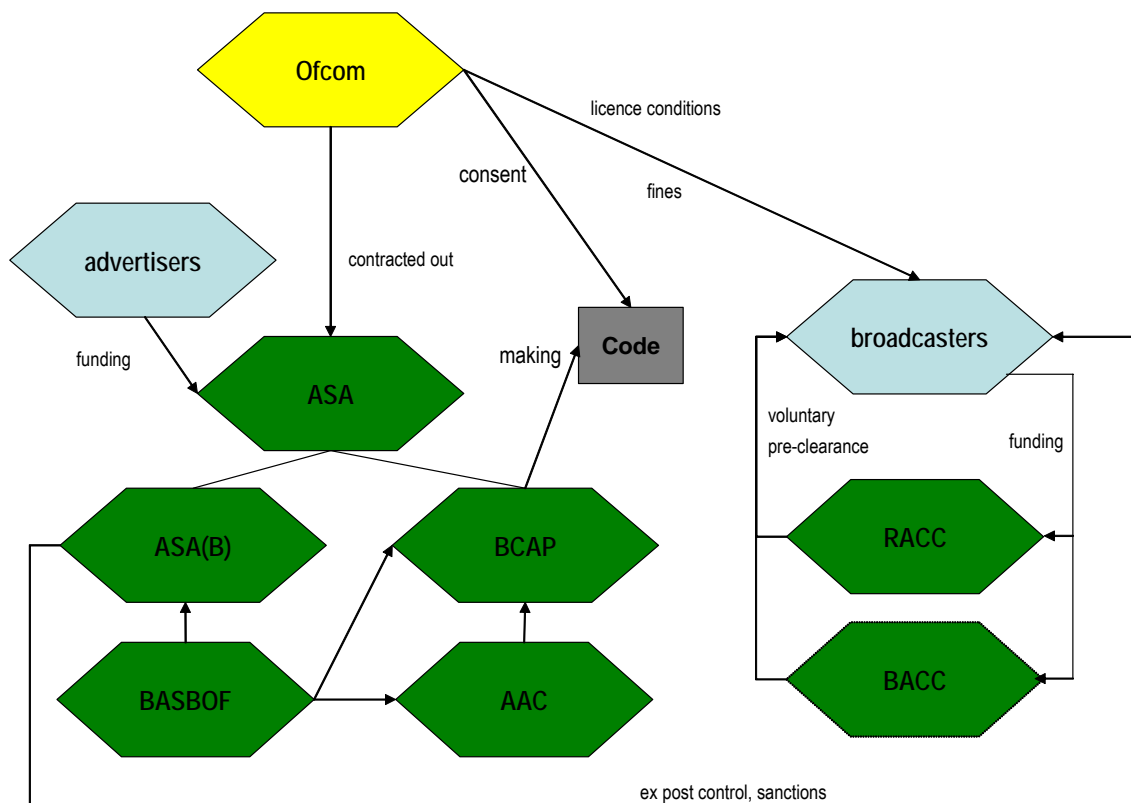 Ofcom
licence conditions
consent
fines
advertisers
contracted out
funding
making
Code
broadcasters
ASA
voluntary
pre-clearance
funding
ASA(B)
BCAP
RACC
BASBOF
AAC
BACC
ex post control, sanctions